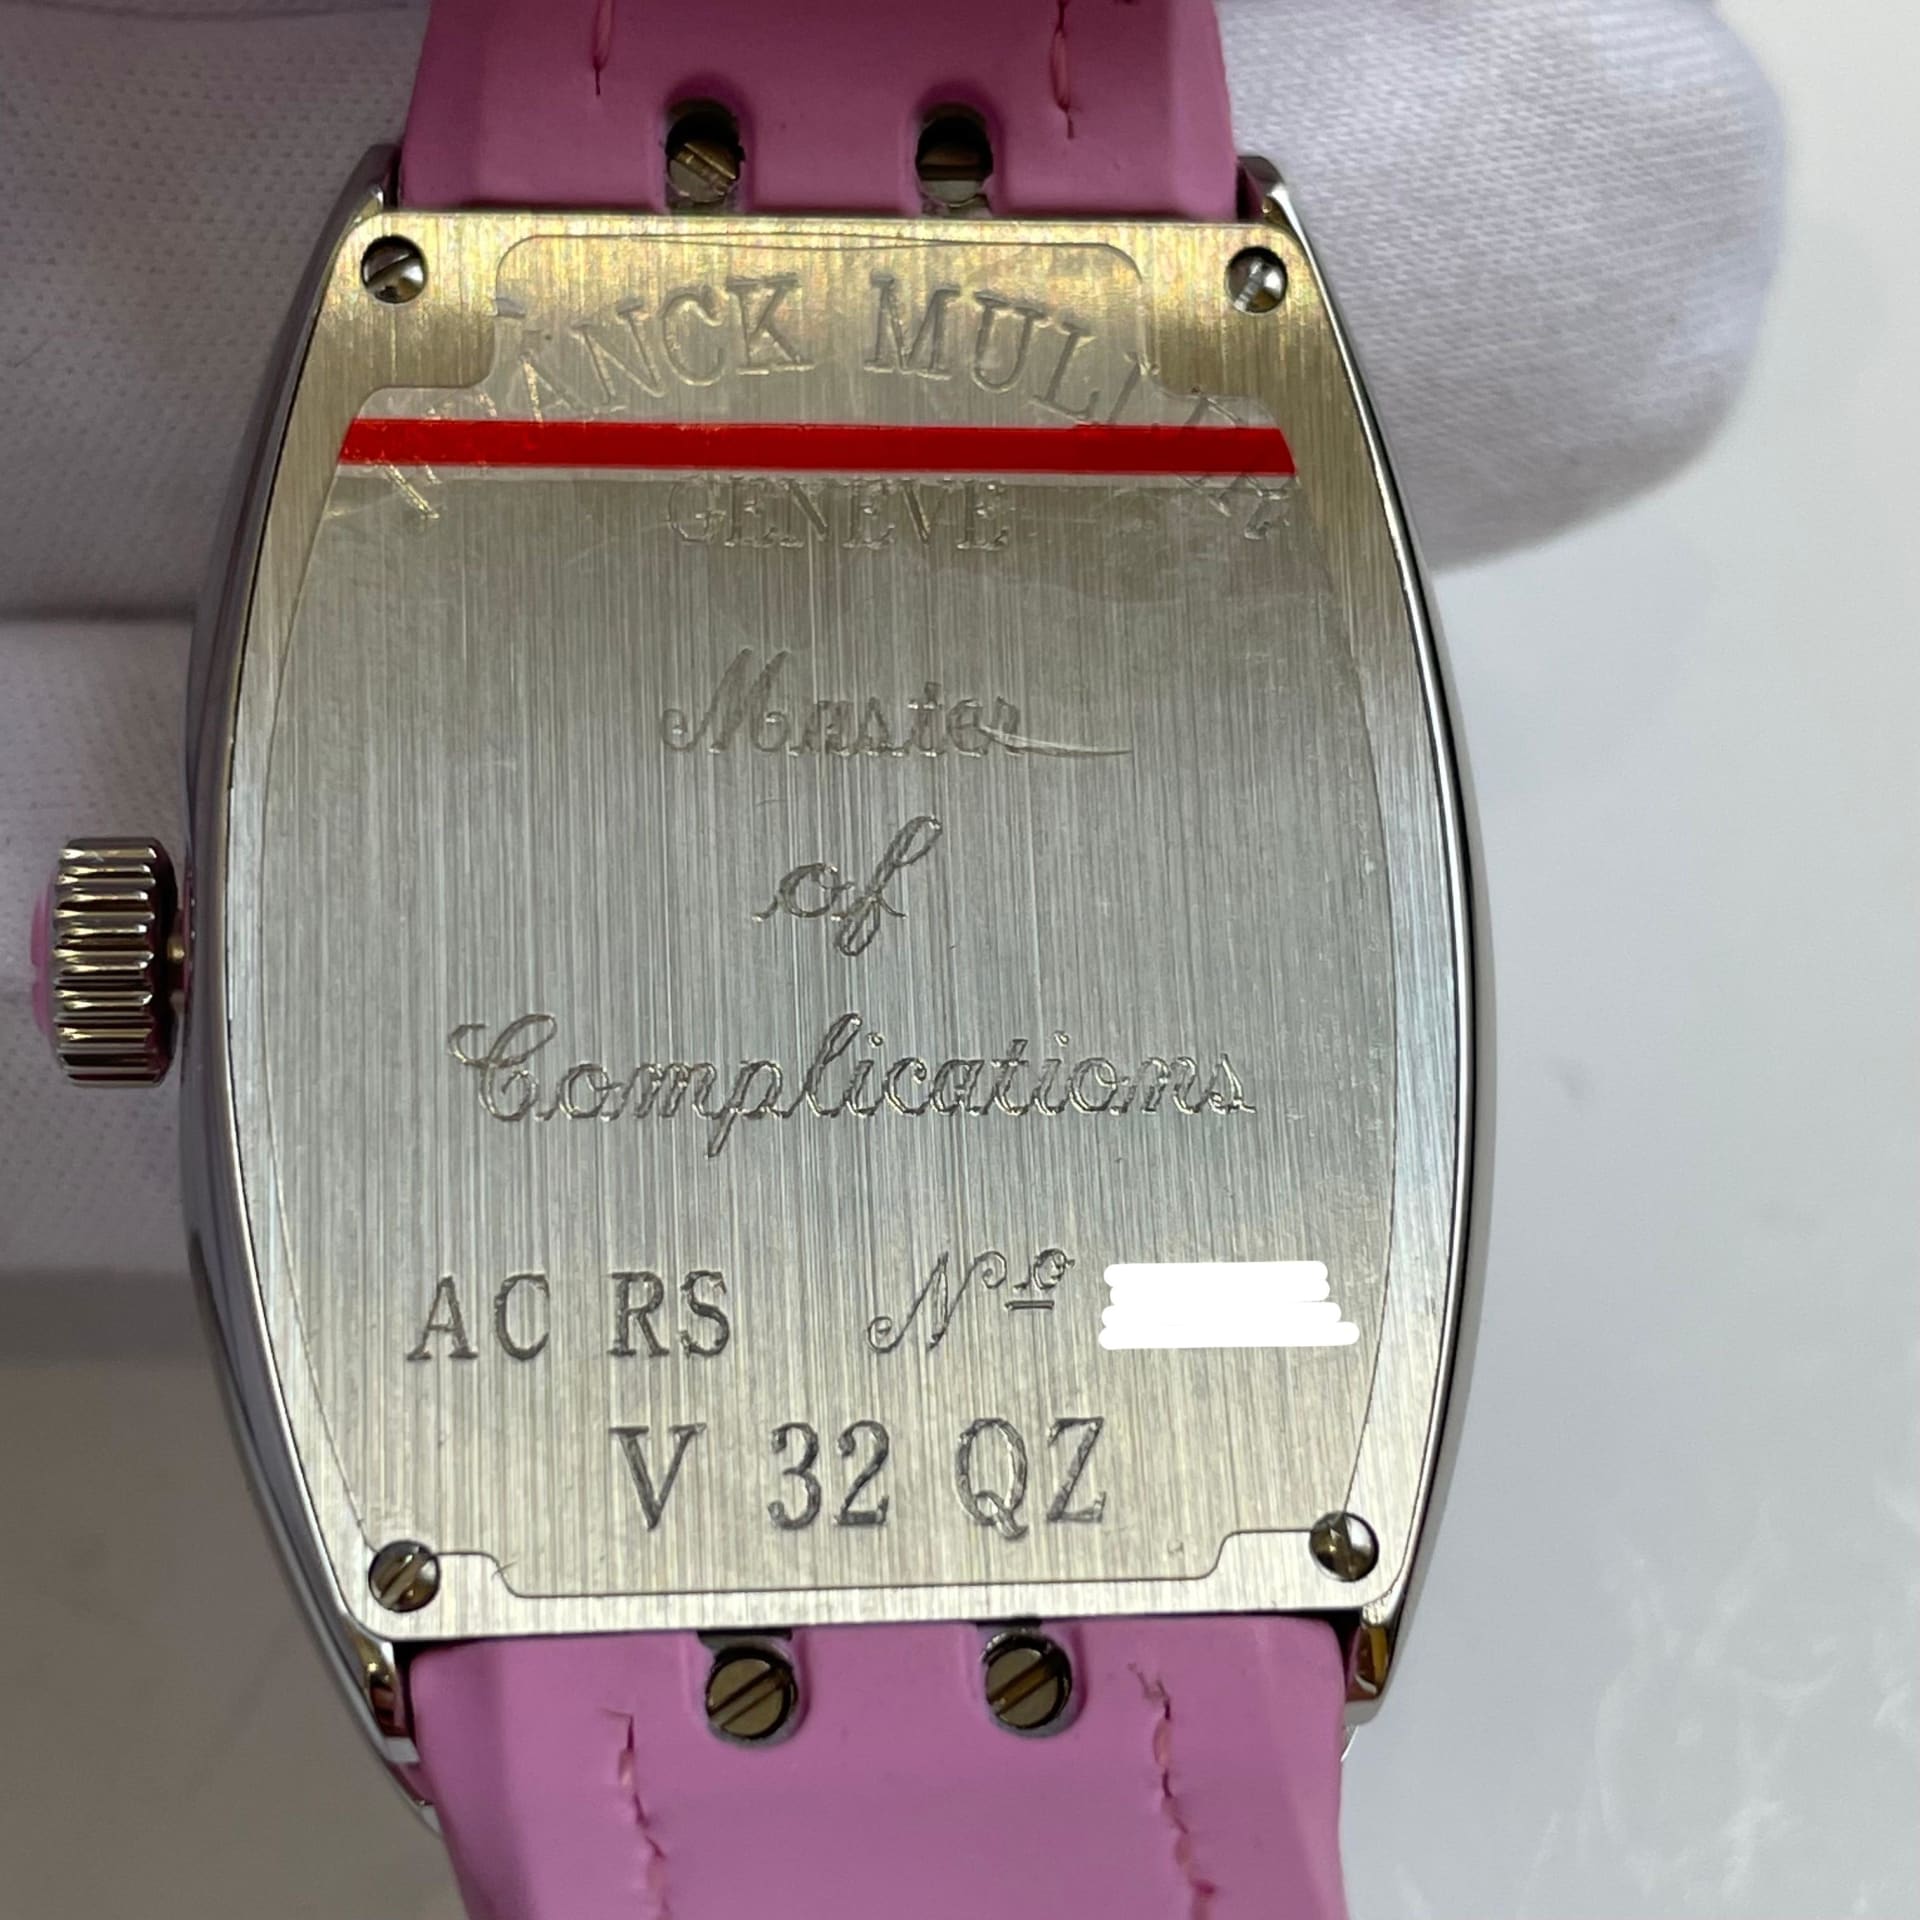 FRANCK MULLER
GENEVE
Master
of
Complications
AC RS Nº
V 32 QZ